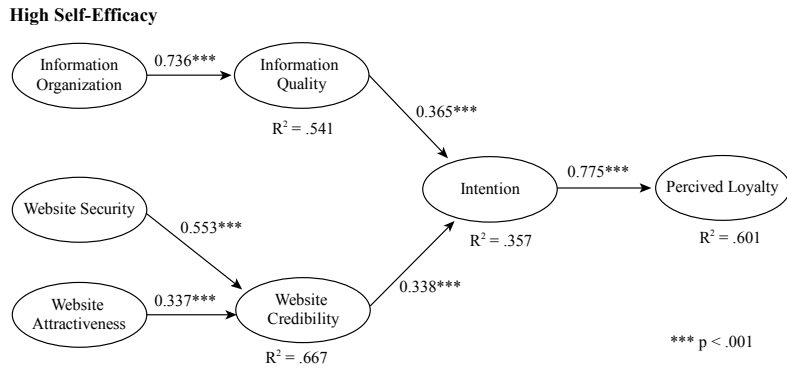 High Self-Efficacy
Information
Organization
0.736***
Information
Quality
R² = .541
0.365***
Website Security
0.553***
Website
Attractiveness
0.337***
Website
Credibility
R² = .667
0.338***
Intention
R² = .357
0.775***
Percived Loyalty
R² = .601
*** p < .001